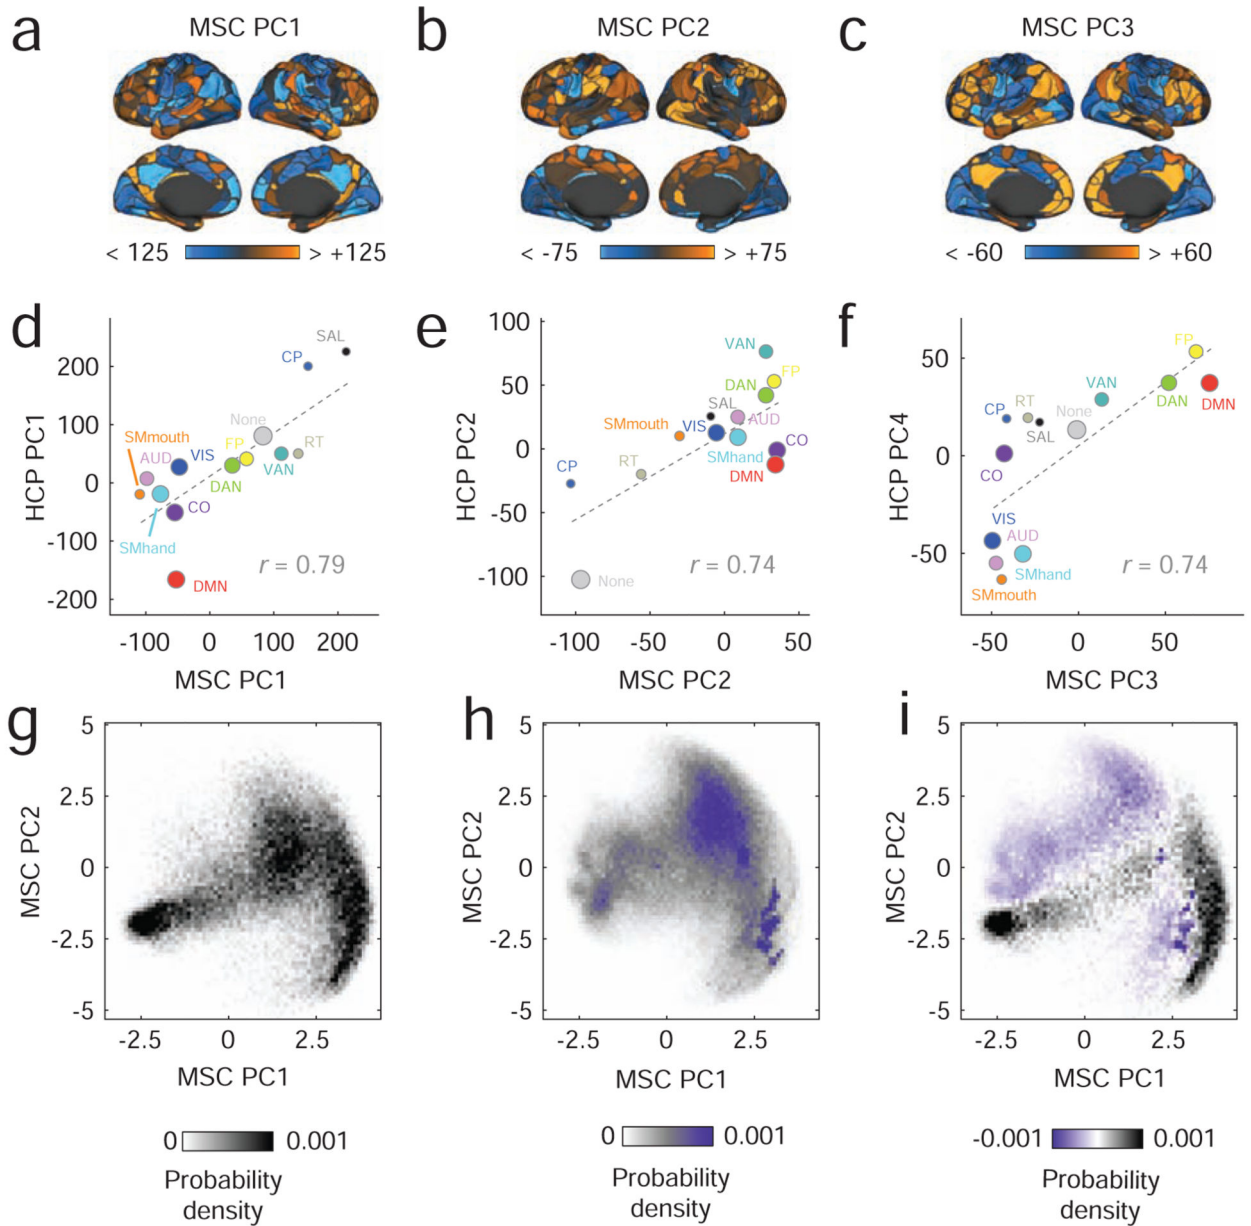 a
MSC PC1
b
MSC PC2
c
MSC PC3
< 125
> +125
< -75
> +75
< -60
> +60
d
HCP PC1
200
100
0
-100
-200
SAL
CP
None
SMmouth
AUD
VIS
FP
RT
DAN
VAN
CO
SMhand
DMN
r = 0.79
-100
0
100
200
MSC PC1
e
HCP PC2
100
50
0
-50
-100
VAN
FP
DAN
SAL
AUD
SMmouth
VIS
CO
SMhand
DMN
CP
RT
None
r = 0.74
-100
-50
0
50
MSC PC2
f
HCP PC4
50
0
-50
FP
DAN
DMN
VAN
CP
RT
SAL
None
CO
VIS
AUD
SMhand
SMmouth
r = 0.74
-50
0
50
MSC PC3
g
MSC PC2
5
2.5
0
-2.5
-5
-2.5
0
2.5
MSC PC1
0
0.001
Probability
density
h
MSC PC2
5
2.5
0
-2.5
-5
-2.5
0
2.5
MSC PC1
0
0.001
Probability
density
i
MSC PC2
5
2.5
0
-2.5
-5
-2.5
0
2.5
MSC PC1
-0.001
0.001
Probability
density